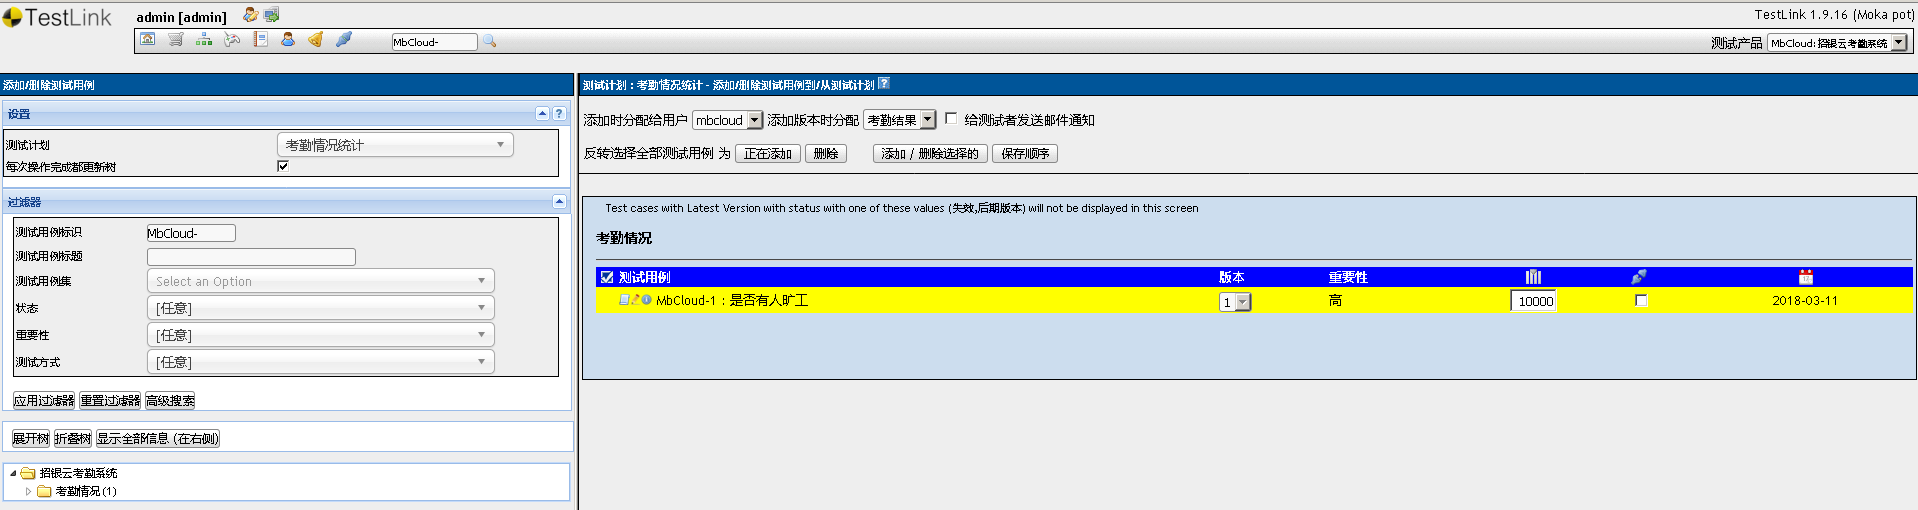 TestLink
admin [admin]
TestLink 1.9.16 (Moka pot)
MbCloud-
测试产品 MbCloud:招银云考勤系统
添加/删除测试用例
设置
测试计划 考勤情况统计
每次操作完成都更新树
过滤器
测试用例标识 MbCloud-
测试用例标题
测试用例集 Select an Option
状态 [任意]
重要性 [任意]
测试方式 [任意]
应用过滤器 重置过滤器 高级搜索
展开树 折叠树 显示全部信息 (在右侧)
招银云考勤系统
考勤情况 (1)
测试计划 : 考勤情况统计 - 添加/删除测试用例到/从测试计划
添加时分配给用户 mbcloud 添加版本时分配 考勤结果 给测试者发送邮件通知
反转选择全部测试用例 为 正在添加 删除 添加 / 删除选择的 保存顺序
Test cases with Latest Version with status with one of these values (失效,后期版本) will not be displayed in this screen
考勤情况
测试用例 版本 重要性
MbCloud-1 : 是否有人旷工 1 高 10000 2018-03-11